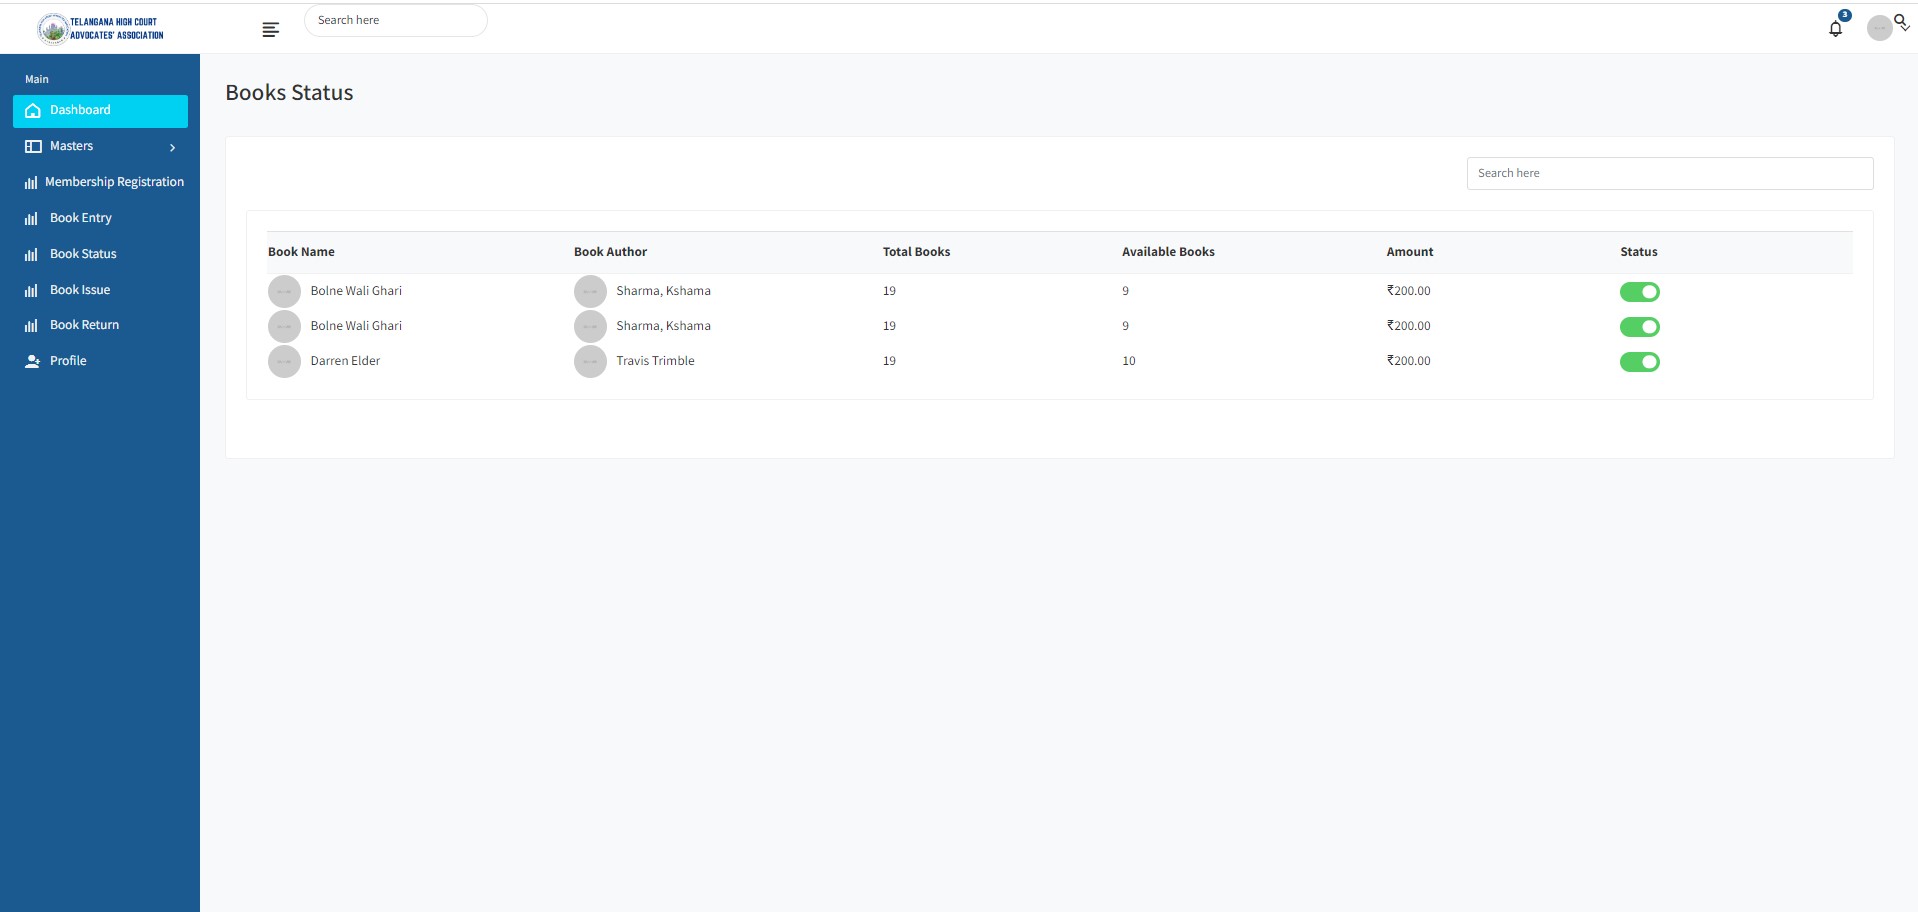 TELANGANA HIGH COURT
ADVOCATES' ASSOCIATION
Search here
3
Main
Dashboard
Masters
Membership Registration
Book Entry
Book Status
Book Issue
Book Return
Profile
Books Status
Search here
Book Name Book Author Total Books Available Books Amount Status
Bolne Wali Ghari Sharma, Kshama 19 9 ₹200.00
Bolne Wali Ghari Sharma, Kshama 19 9 ₹200.00
Darren Elder Travis Trimble 19 10 ₹200.00